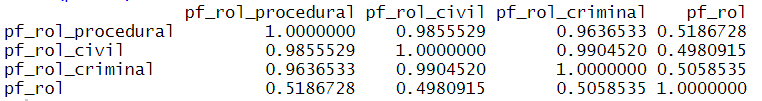 pf_rol_procedural pf_rol_civil pf_rol_criminal pf_rol
pf_rol_procedural 1.0000000 0.9855529 0.9636533 0.5186728
pf_rol_civil 0.9855529 1.0000000 0.9904520 0.4980915
pf_rol_criminal 0.9636533 0.9904520 1.0000000 0.5058535
pf_rol 0.5186728 0.4980915 0.5058535 1.0000000